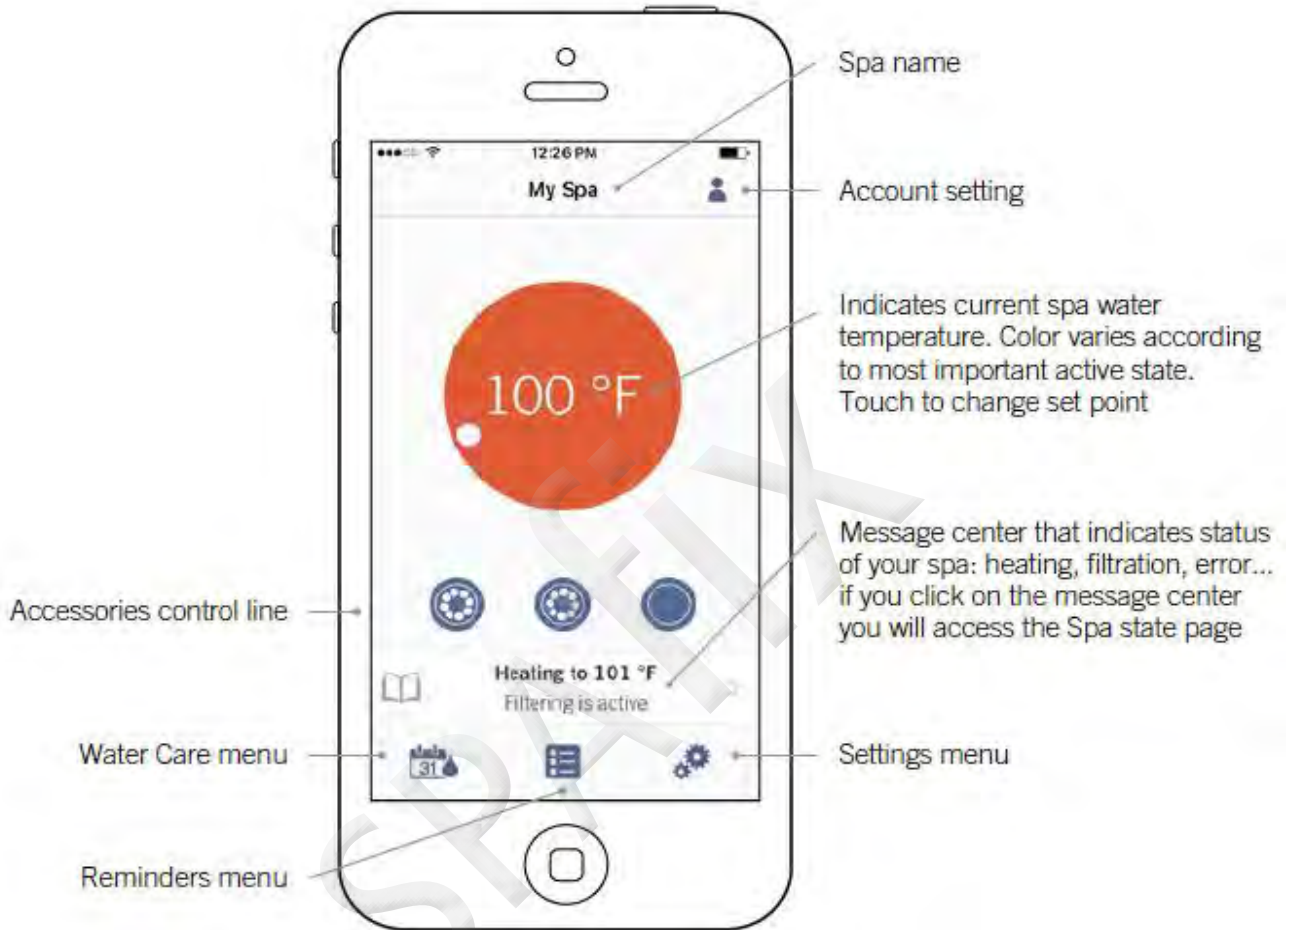 Spa name
12:26 PM
My Spa
Account setting
Indicates current spa water
temperature. Color varies according
to most important active state.
Touch to change set point
100 °F
Message center that indicates status
of your spa: heating, filtration, error...
if you click on the message center
you will access the Spa state page
Accessories control line
Heating to 101 °F
Filtering is active
Water Care menu
31
Settings menu
Reminders menu
SPAfiX